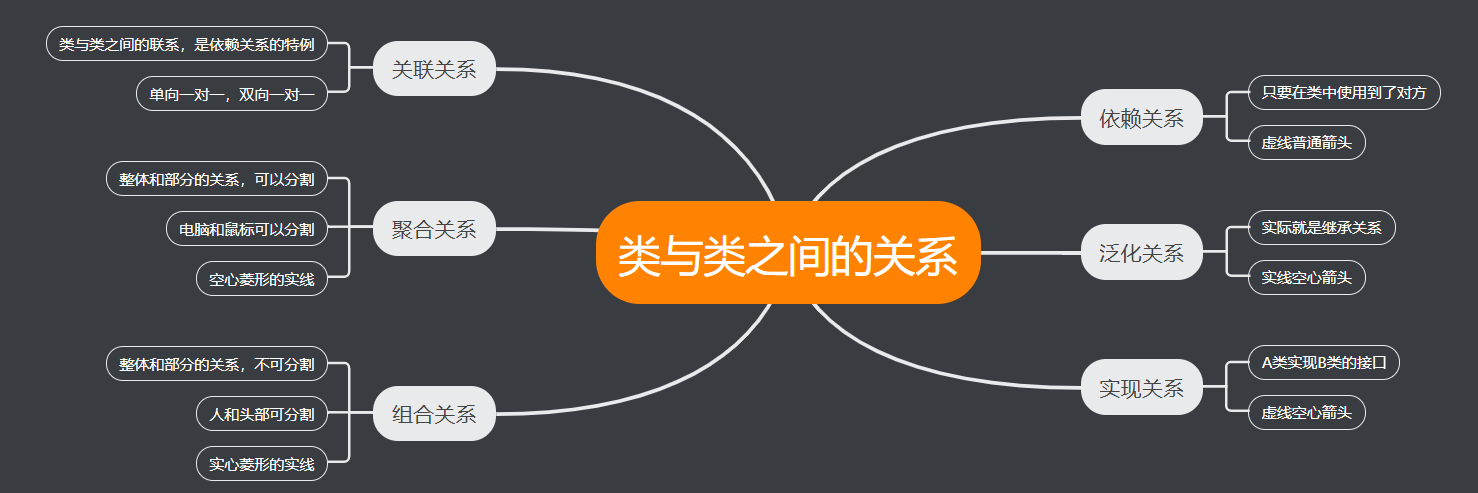 类与类之间的关系
关联关系
类与类之间的联系，是依赖关系的特例
单向一对一，双向一对一
聚合关系
整体和部分的关系，可以分割
电脑和鼠标可以分割
空心菱形的实线
组合关系
整体和部分的关系，不可分割
人和头部可分割
实心菱形的实线
依赖关系
只要在类中使用到了对方
虚线普通箭头
泛化关系
实际就是继承关系
实线空心箭头
实现关系
A类实现B类的接口
虚线空心箭头